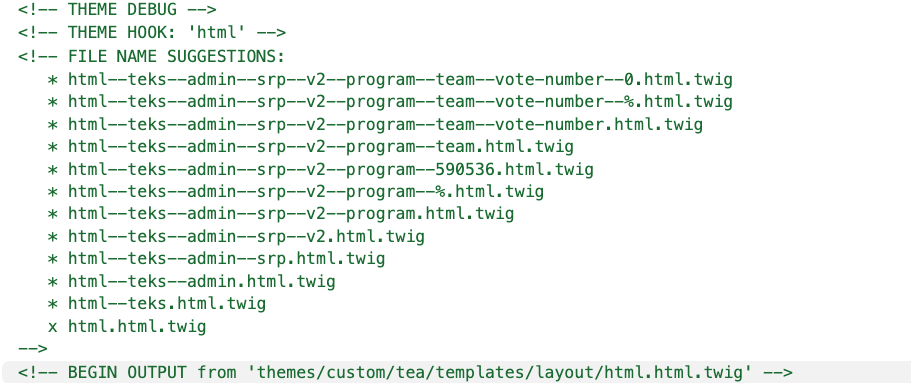 <!-- THEME DEBUG -->
<!-- THEME HOOK: 'html' -->
<!-- FILE NAME SUGGESTIONS:
   * html--teks--admin--srp--v2--program--team--vote-number--0.html.twig
   * html--teks--admin--srp--v2--program--team--vote-number--%.html.twig
   * html--teks--admin--srp--v2--program--team--vote-number.html.twig
   * html--teks--admin--srp--v2--program--team.html.twig
   * html--teks--admin--srp--v2--program--590536.html.twig
   * html--teks--admin--srp--v2--program--%.html.twig
   * html--teks--admin--srp--v2--program.html.twig
   * html--teks--admin--srp--v2.html.twig
   * html--teks--admin--srp.html.twig
   * html--teks--admin.html.twig
   * html--teks.html.twig
   x html.html.twig
-->
<!-- BEGIN OUTPUT from 'themes/custom/tea/templates/layout/html.html.twig' -->